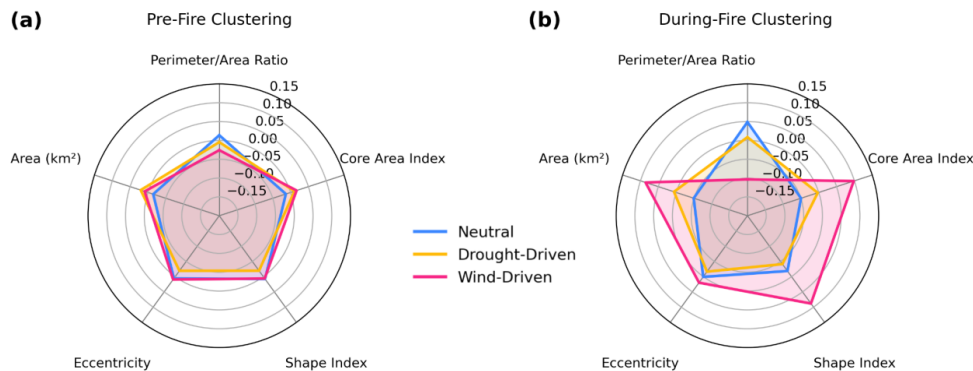 (a)
Pre-Fire Clustering
Perimeter/Area Ratio
0.15
0.10
0.05
0.00
−0.05
−0.10
−0.15
Core Area Index
Area (km²)
Eccentricity
Shape Index
Neutral
Drought-Driven
Wind-Driven
(b)
During-Fire Clustering
Perimeter/Area Ratio
0.15
0.10
0.05
0.00
−0.05
−0.10
−0.15
Core Area Index
Area (km²)
Eccentricity
Shape Index